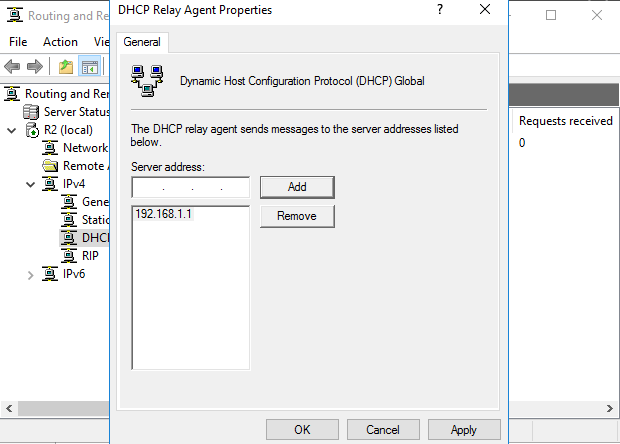 Routing and Re
DHCP Relay Agent Properties
?
File Action Vie
General
Dynamic Host Configuration Protocol (DHCP) Global
Routing and Re
Server Status
R2 (local)
Network
Remote
IPv4
Gene
Static
DHC
RIP
IPv6
The DHCP relay agent sends messages to the server addresses listed
below.
Server address:
. . .
Add
192.168.1.1
Remove
Requests received
0
OK Cancel Apply